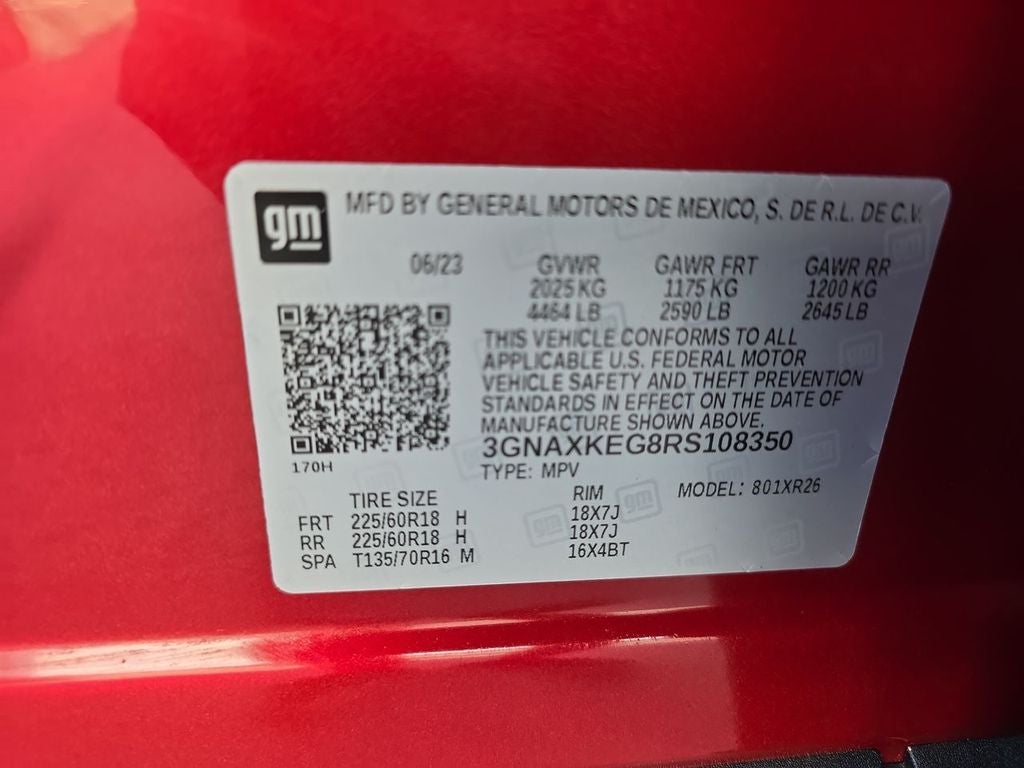 gm
MFD BY GENERAL MOTORS DE MEXICO, S. DE R.L. DE C.V.
06/23 GVWR GAWR FRT GAWR RR
2025 KG 1175 KG 1200 KG
4464 LB 2590 LB 2645 LB
THIS VEHICLE CONFORMS TO ALL
APPLICABLE U.S. FEDERAL MOTOR
VEHICLE SAFETY AND THEFT PREVENTION
STANDARDS IN EFFECT ON THE DATE OF
MANUFACTURE SHOWN ABOVE.
3GNAXKEG8RS108350
170H
TYPE: MPV MODEL: 801XR26
TIRE SIZE RIM
FRT 225/60R18 H 18X7J
RR 225/60R18 H 18X7J
SPA T135/70R16 M 16X4BT